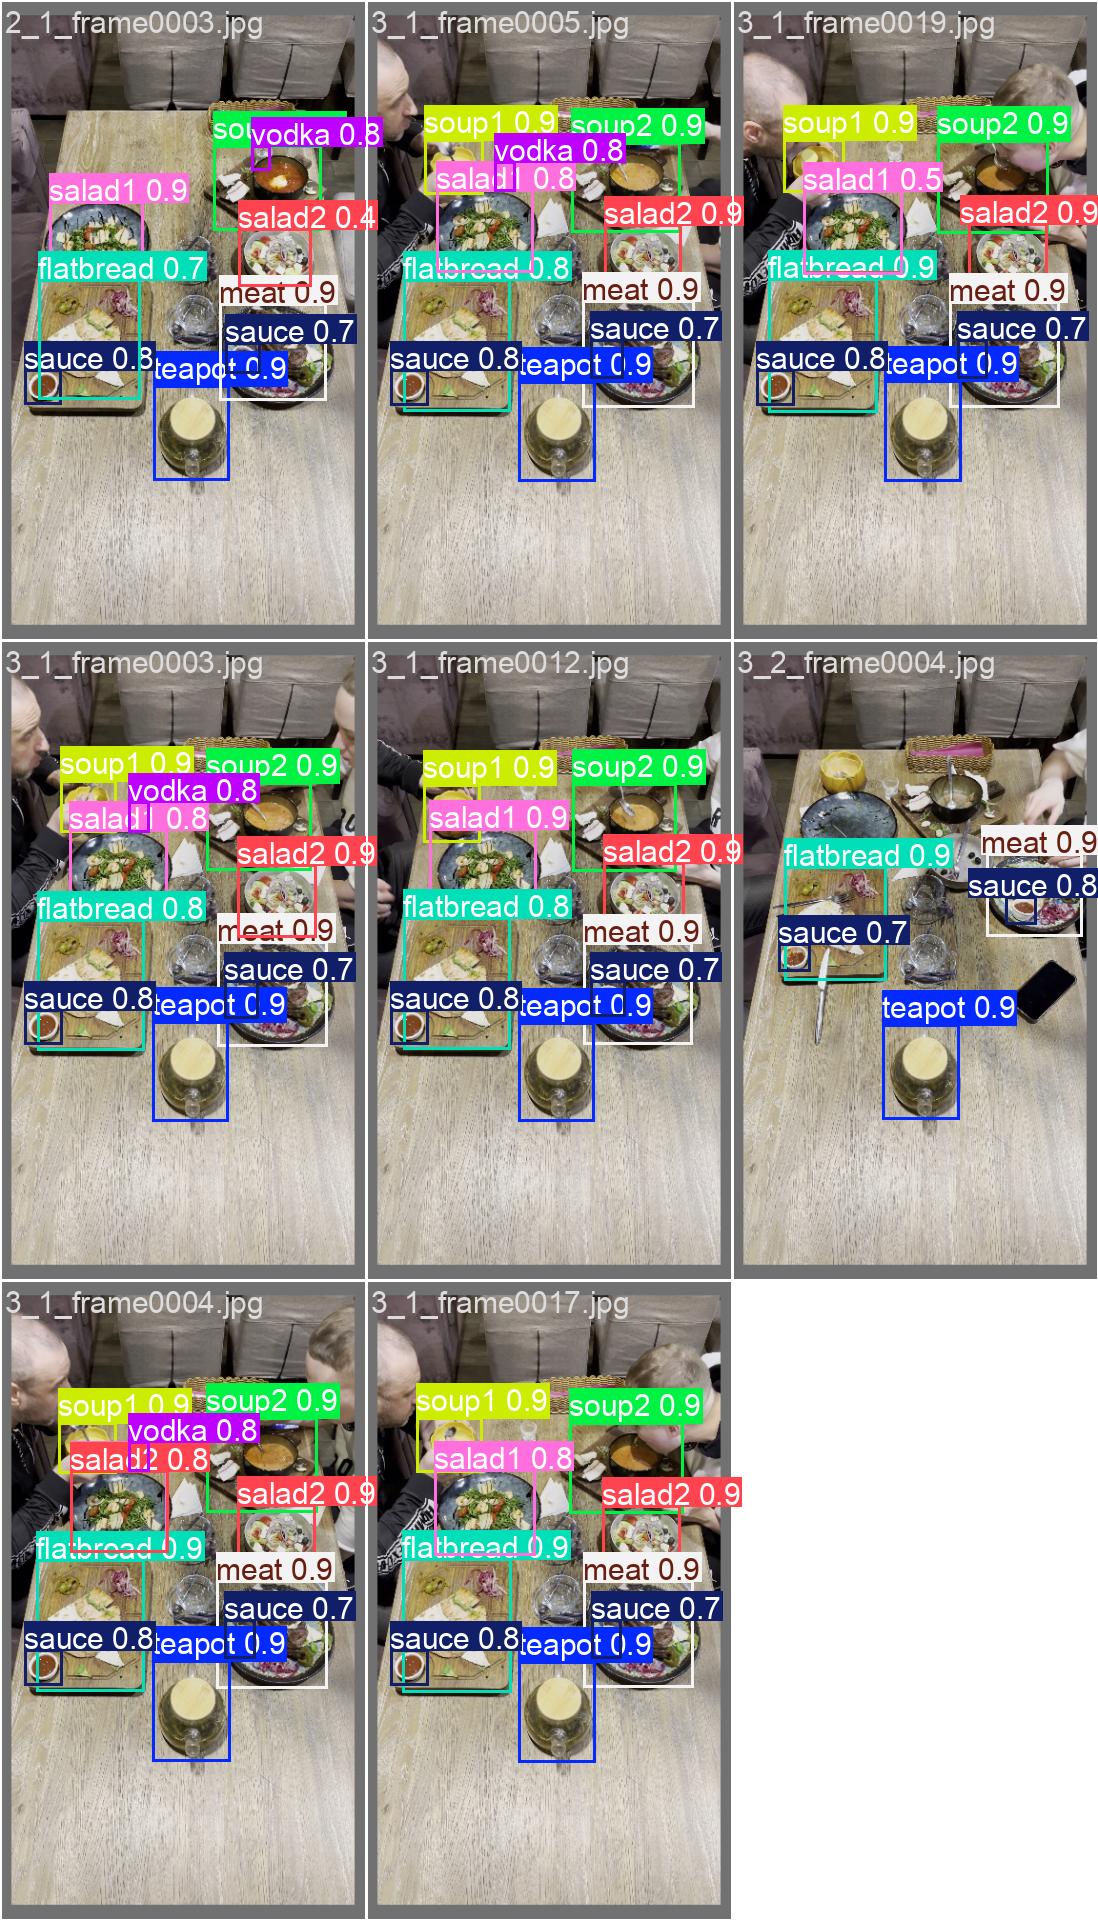 2_1_frame0003.jpg
sou
vodka 0.8
salad1 0.9
salad2 0.4
flatbread 0.7
meat 0.9
sauce 0.7
sauce 0.8
teapot 0.9
3_1_frame0005.jpg
soup1 0.9
soup2 0.9
vodka 0.8
salad1 0.8
salad2 0.9
flatbread 0.8
meat 0.9
sauce 0.7
sauce 0.8
teapot 0.9
3_1_frame0019.jpg
soup1 0.9
soup2 0.9
salad1 0.5
salad2 0.9
flatbread 0.9
meat 0.9
sauce 0.7
sauce 0.8
teapot 0.9
3_1_frame0003.jpg
soup1 0.9
soup2 0.9
vodka 0.8
salad1 0.8
salad2 0.9
flatbread 0.8
meat 0.9
sauce 0.7
sauce 0.8
teapot 0.9
3_1_frame0012.jpg
soup1 0.9
soup2 0.9
salad1 0.9
salad2 0.9
flatbread 0.8
meat 0.9
sauce 0.7
sauce 0.8
teapot 0.9
3_2_frame0004.jpg
meat 0.9
flatbread 0.9
sauce 0.8
sauce 0.7
teapot 0.9
3_1_frame0004.jpg
soup1 0.9
soup2 0.9
vodka 0.8
salad2 0.8
salad2 0.9
flatbread 0.9
meat 0.9
sauce 0.7
sauce 0.8
teapot 0.9
3_1_frame0017.jpg
soup1 0.9
soup2 0.9
salad1 0.8
salad2 0.9
flatbread 0.9
meat 0.9
sauce 0.7
sauce 0.8
teapot 0.9